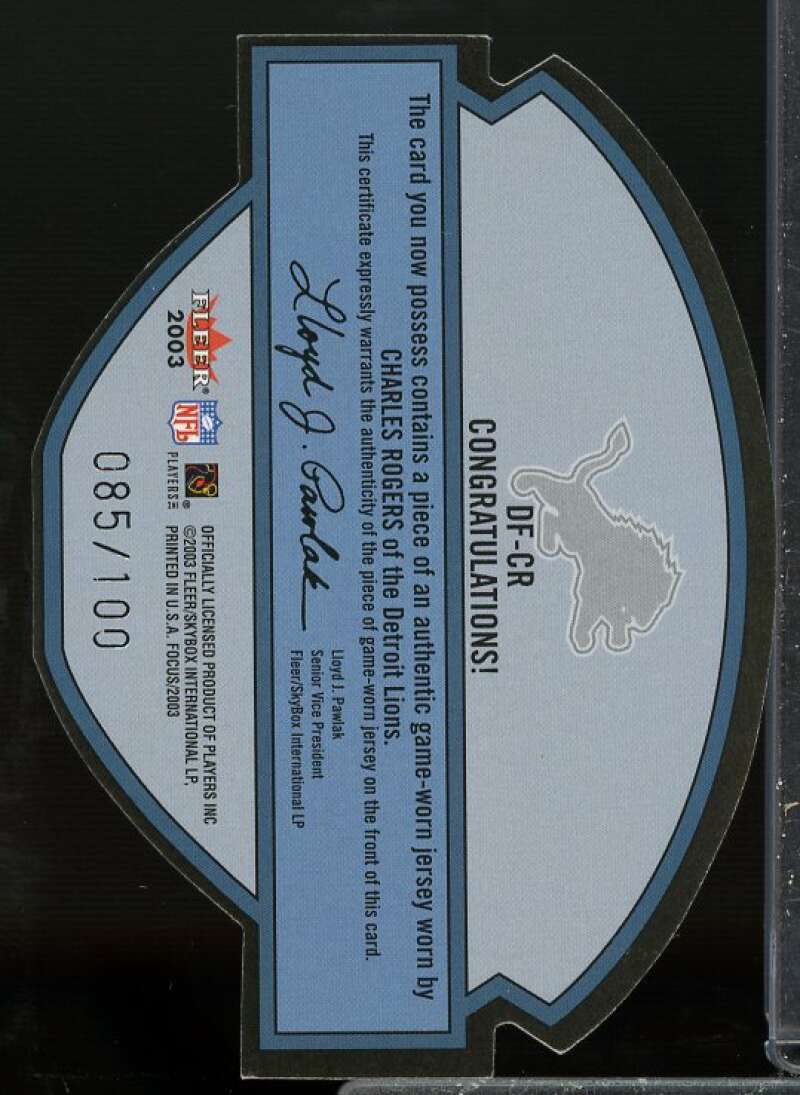 DF-CR
CONGRATULATIONS!
The card you now possess contains a piece of an authentic game-worn jersey worn by
CHARLES ROGERS of the Detroit Lions.
This certificate expressly warrants the authenticity of the piece of game-worn jersey on the front of this card.
Lloyd J. Pawlak
Lloyd J. Pawlak
Senior Vice President
Fleer/SkyBox International LP
FLEER®
2003
NFL
PLAYERS
OFFICIALLY LICENSED PRODUCT OF PLAYERS INC
©2003 FLEER/SKYBOX INTERNATIONAL LP,
PRINTED IN U.S.A. FOCUS/2003
085/100